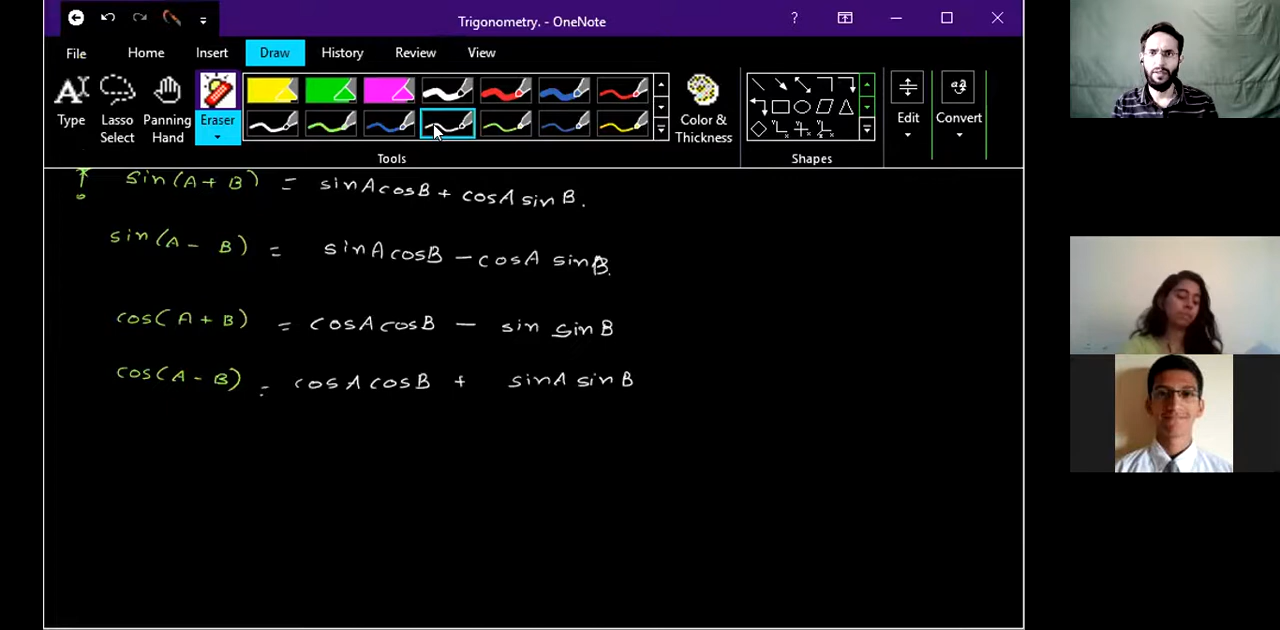 Trigonometry. - OneNote
?
File Home Insert Draw History Review View
Type Lasso Select Panning Hand Eraser Color & Thickness Edit Convert
Tools Shapes
sin(A + B) = sinAcosB + cosA sinB.
sin(A - B) = sinAcosB - cosA sinB.
cos(A + B) = cosAcosB - sin sinB
cos(A - B) = cosAcosB + sinA sinB